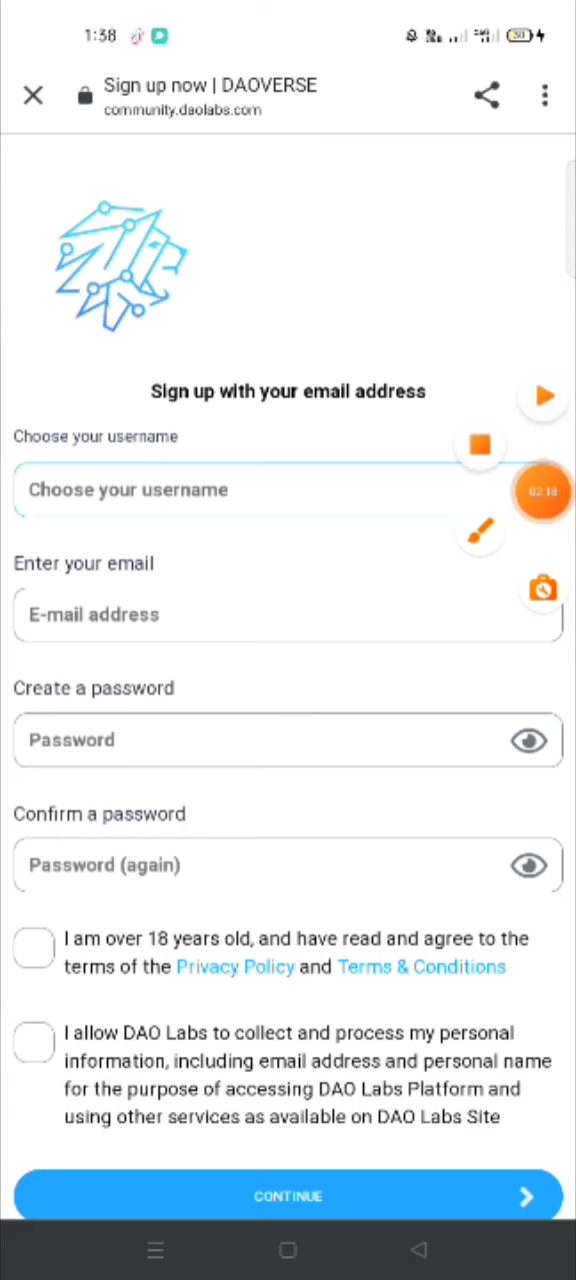 1:38
30
Sign up now | DAOVERSE
community.daolabs.com
Sign up with your email address
Choose your username
Choose your username
02:18
Enter your email
E-mail address
Create a password
Password
Confirm a password
Password (again)
I am over 18 years old, and have read and agree to the
terms of the Privacy Policy and Terms & Conditions
I allow DAO Labs to collect and process my personal
information, including email address and personal name
for the purpose of accessing DAO Labs Platform and
using other services as available on DAO Labs Site
CONTINUE